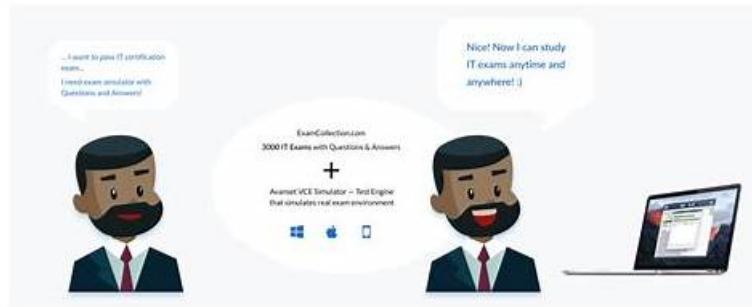 ... I want to pass IT certification
exam...
I need exam simulator with
Questions and Answers!
Nice! Now I can study
IT exams anytime and
anywhere! :)
ExamCollection.com
3000 IT Exams with Questions & Answers
+
Avanset VCE Simulator – Test Engine
that simulates real exam environment